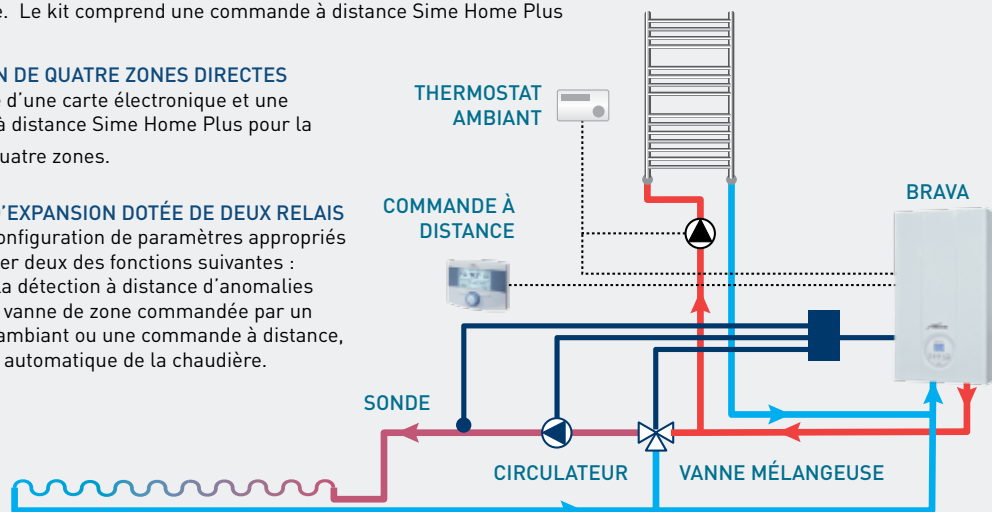 . Le kit comprend une commande à distance Sime Home Plus
DE QUATRE ZONES DIRECTES
d'une carte électronique et une
à distance Sime Home Plus pour la
quatre zones.
D'EXPANSION DOTÉE DE DEUX RELAIS
configuration de paramètres appropriés
er deux des fonctions suivantes :
la détection à distance d'anomalies
vanne de zone commandée par un
ambiant ou une commande à distance,
automatique de la chaudière.
THERMOSTAT
AMBIANT
COMMANDE À
DISTANCE
BRAVA
SONDE
CIRCULATEUR
VANNE MÉLANGEUSE